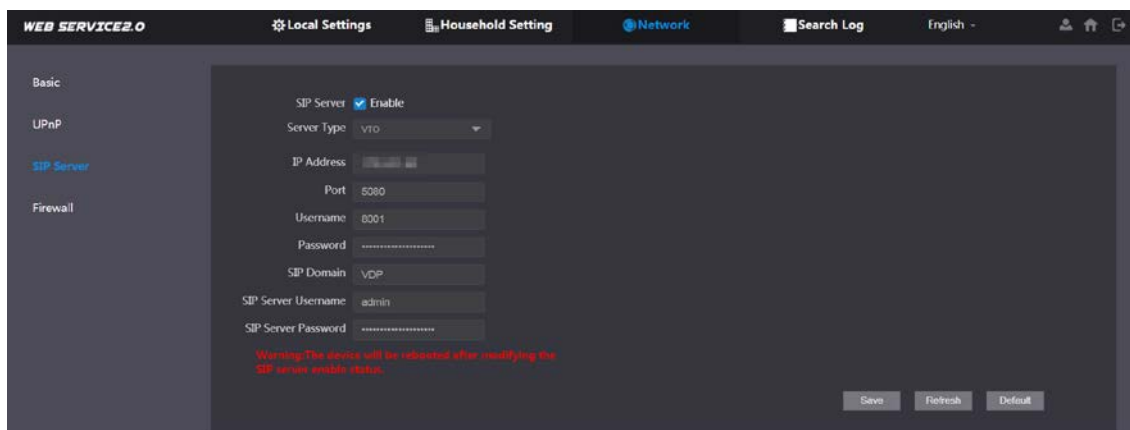 WEB SERVICE2.0
Local Settings
Household Setting
Network
Search Log
English
Basic
UPnP
SIP Server
Firewall
SIP Server Enable
Server Type VTO
IP Address
Port 5080
Username 8001
Password
SIP Domain VDP
SIP Server Username admin
SIP Server Password
Warning:The device will be rebooted after modifying the
SIP server enable status.
Save Refresh Default